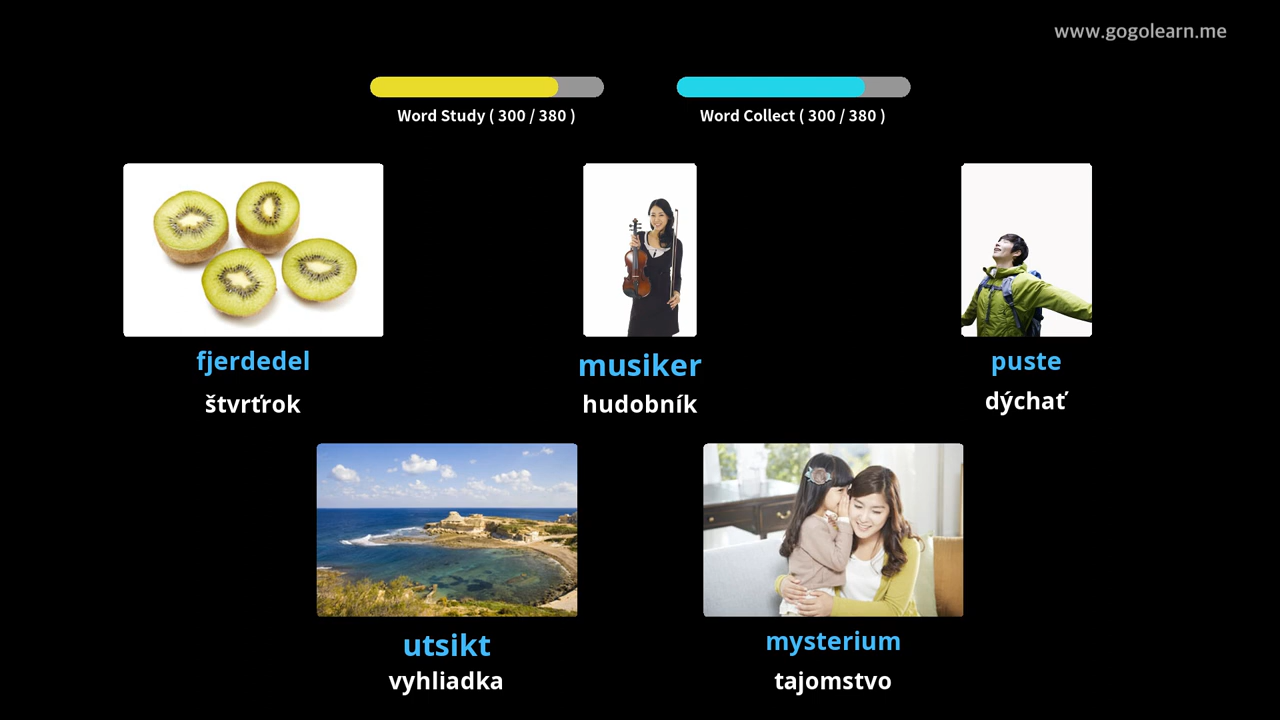 www.gogolearn.me
Word Study ( 300 / 380 )
Word Collect ( 300 / 380 )
fjerdedel
štvrťrok
musiker
hudobník
puste
dýchať
utsikt
vyhliadka
mysterium
tajomstvo